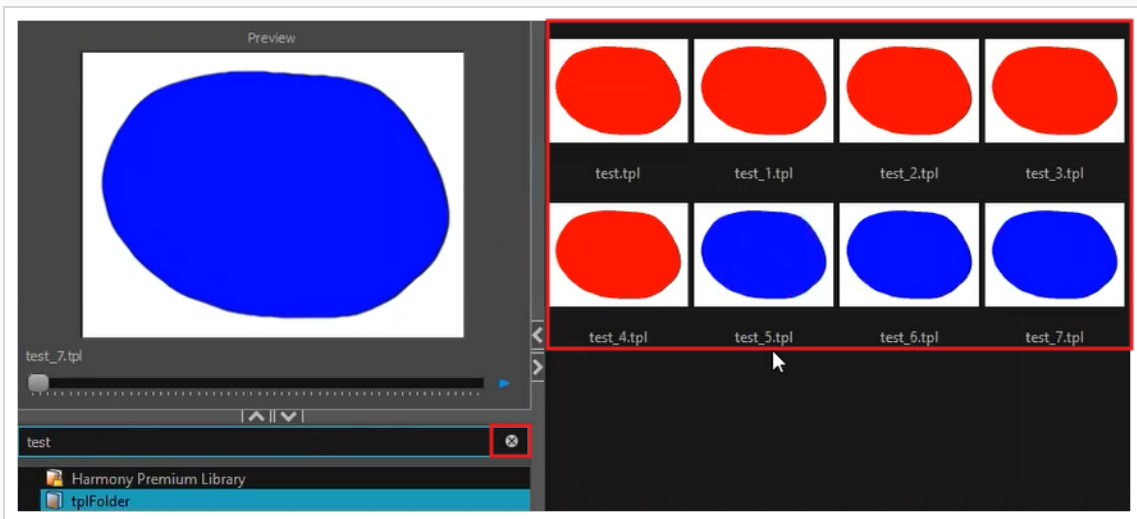 Preview
test.tpl test_1.tpl test_2.tpl test_3.tpl
test_4.tpl test_5.tpl test_6.tpl test_7.tpl
test_7.tpl
test
Harmony Premium Library
tplFolder